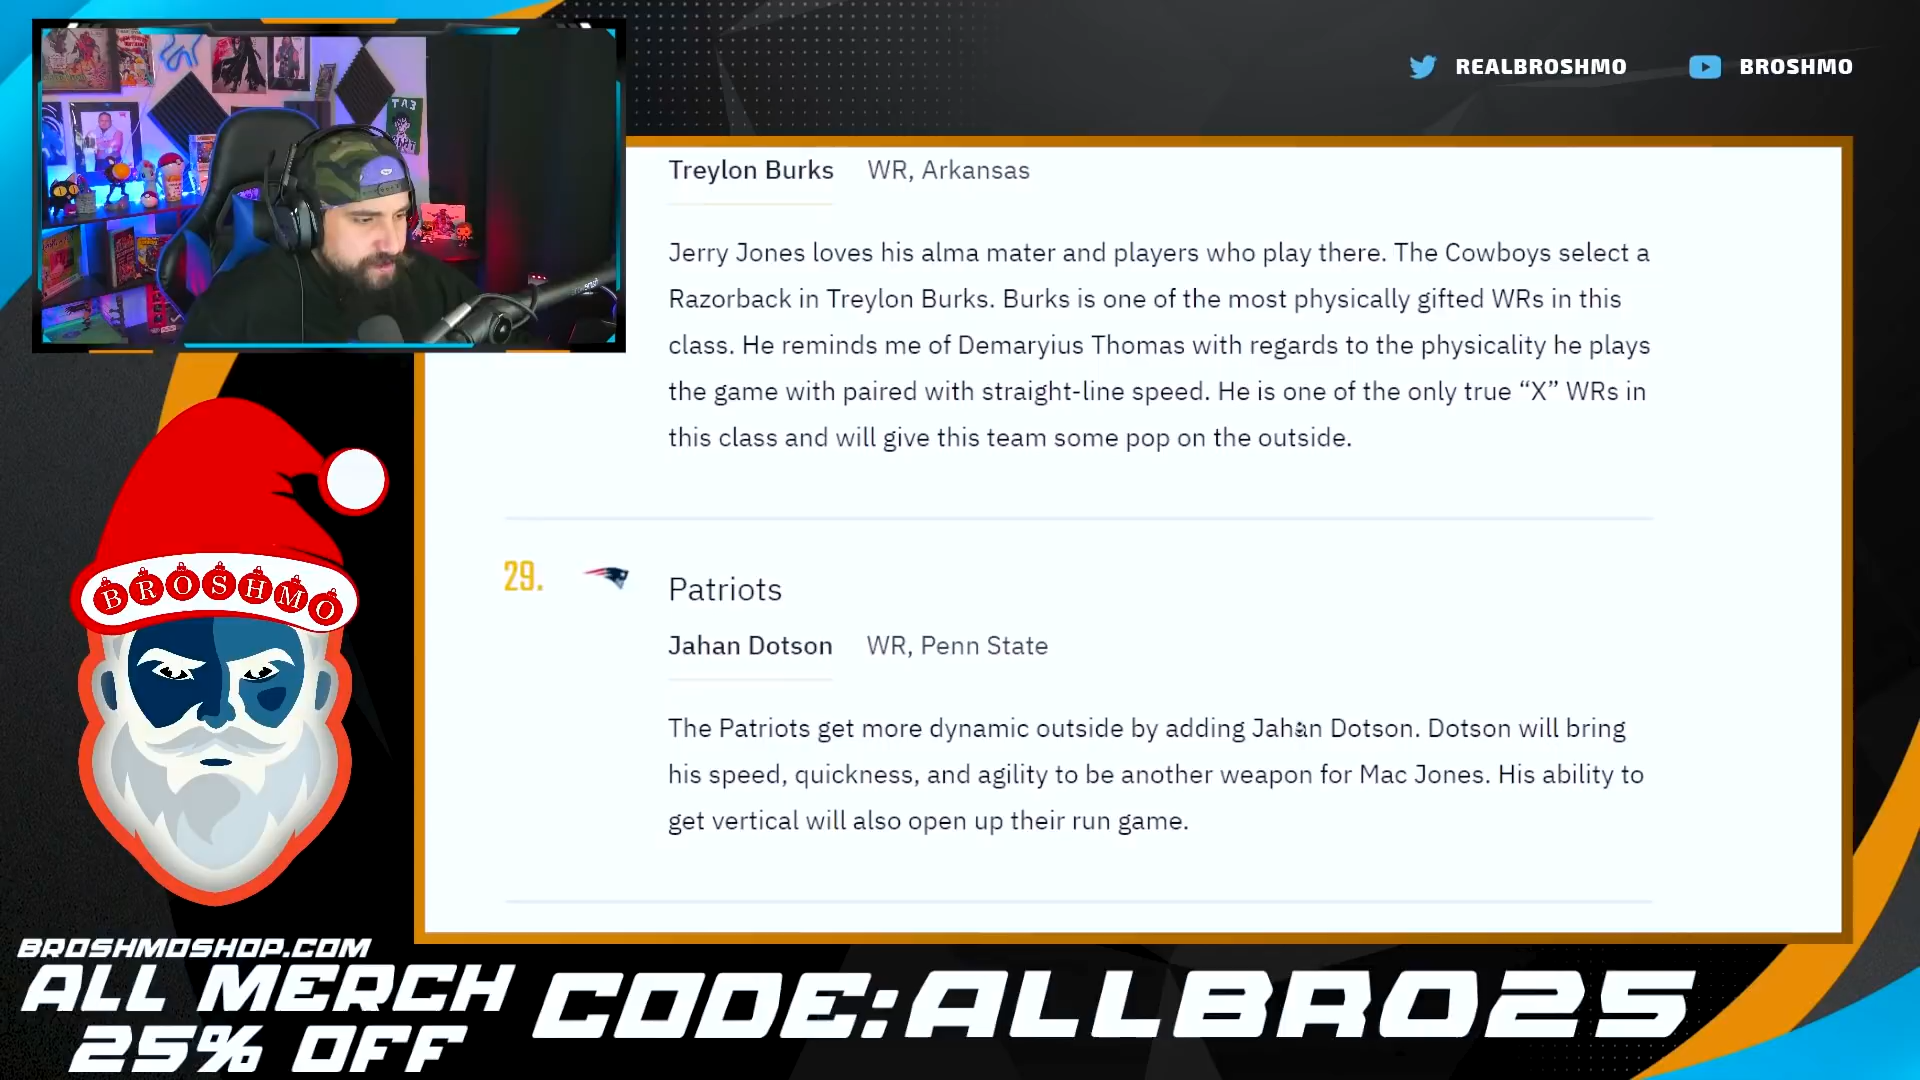 REALBROSHMO
BROSHMO
Treylon Burks WR, Arkansas
Jerry Jones loves his alma mater and players who play there. The Cowboys select a
Razorback in Treylon Burks. Burks is one of the most physically gifted WRs in this
class. He reminds me of Demaryius Thomas with regards to the physicality he plays
the game with paired with straight-line speed. He is one of the only true “X” WRs in
this class and will give this team some pop on the outside.
29. Patriots
Jahan Dotson WR, Penn State
The Patriots get more dynamic outside by adding Jahan Dotson. Dotson will bring
his speed, quickness, and agility to be another weapon for Mac Jones. His ability to
get vertical will also open up their run game.
BROSHMO
BROSHMOSHOP.COM
ALL MERCH
25% OFF
CODE:ALLBRO25